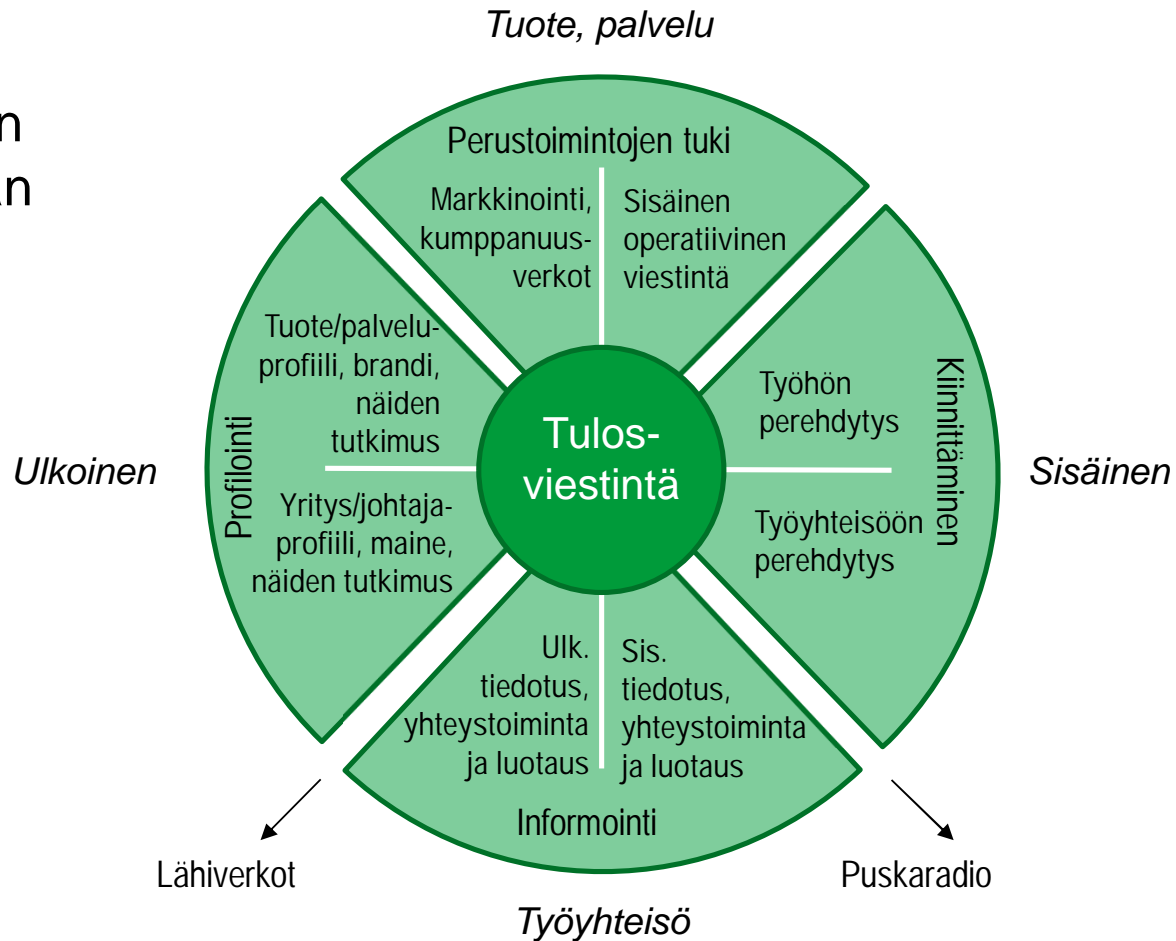 Tuote, palvelu
n
n
Perustoimintojen tuki
Markkinointi,
kumppanuus-
verkot
Sisäinen
operatiivinen
viestintä
Tuote/palvelu-
profiili, brandi,
näiden
tutkimus
Profilointi
Yritys/johtaja-
profiili, maine,
näiden tutkimus
Ulkoinen
Tulos-
viestintä
Työhön
perehdytys
Kiinnittäminen
Työyhteisöön
perehdytys
Sisäinen
Ulk.
tiedotus,
yhteystoiminta
ja luotaus
Sis.
tiedotus,
yhteystoiminta
ja luotaus
Informointi
Lähiverkot
Puskaradio
Työyhteisö